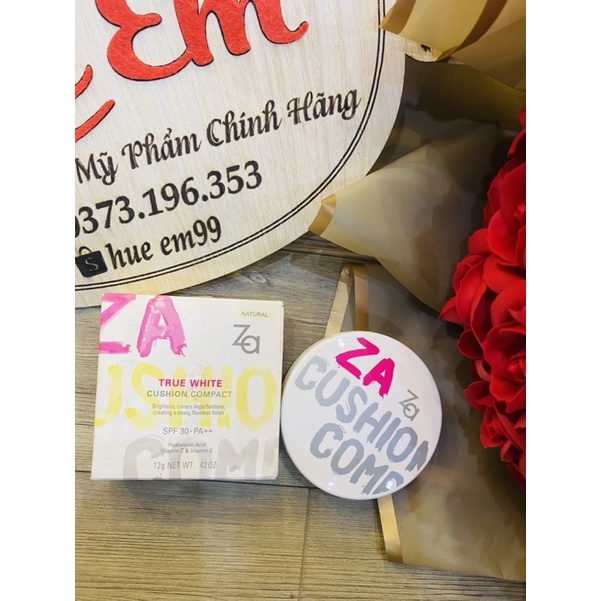 Em
Mỹ Phẩm Chính Hãng
0373.196.353
S hue em99
ZA
CUSHIO
COMP
NATURAL
Za
TRUE WHITE
CUSHION COMPACT
Brightens, covers imperfections,
creating a dewy, flawless finish
SPF 30·PA++
Hyaluronic Acid
Vitamin C & Vitamin E
12g NET WT. .42 OZ.
ZA
Za
CUSHION
COMP